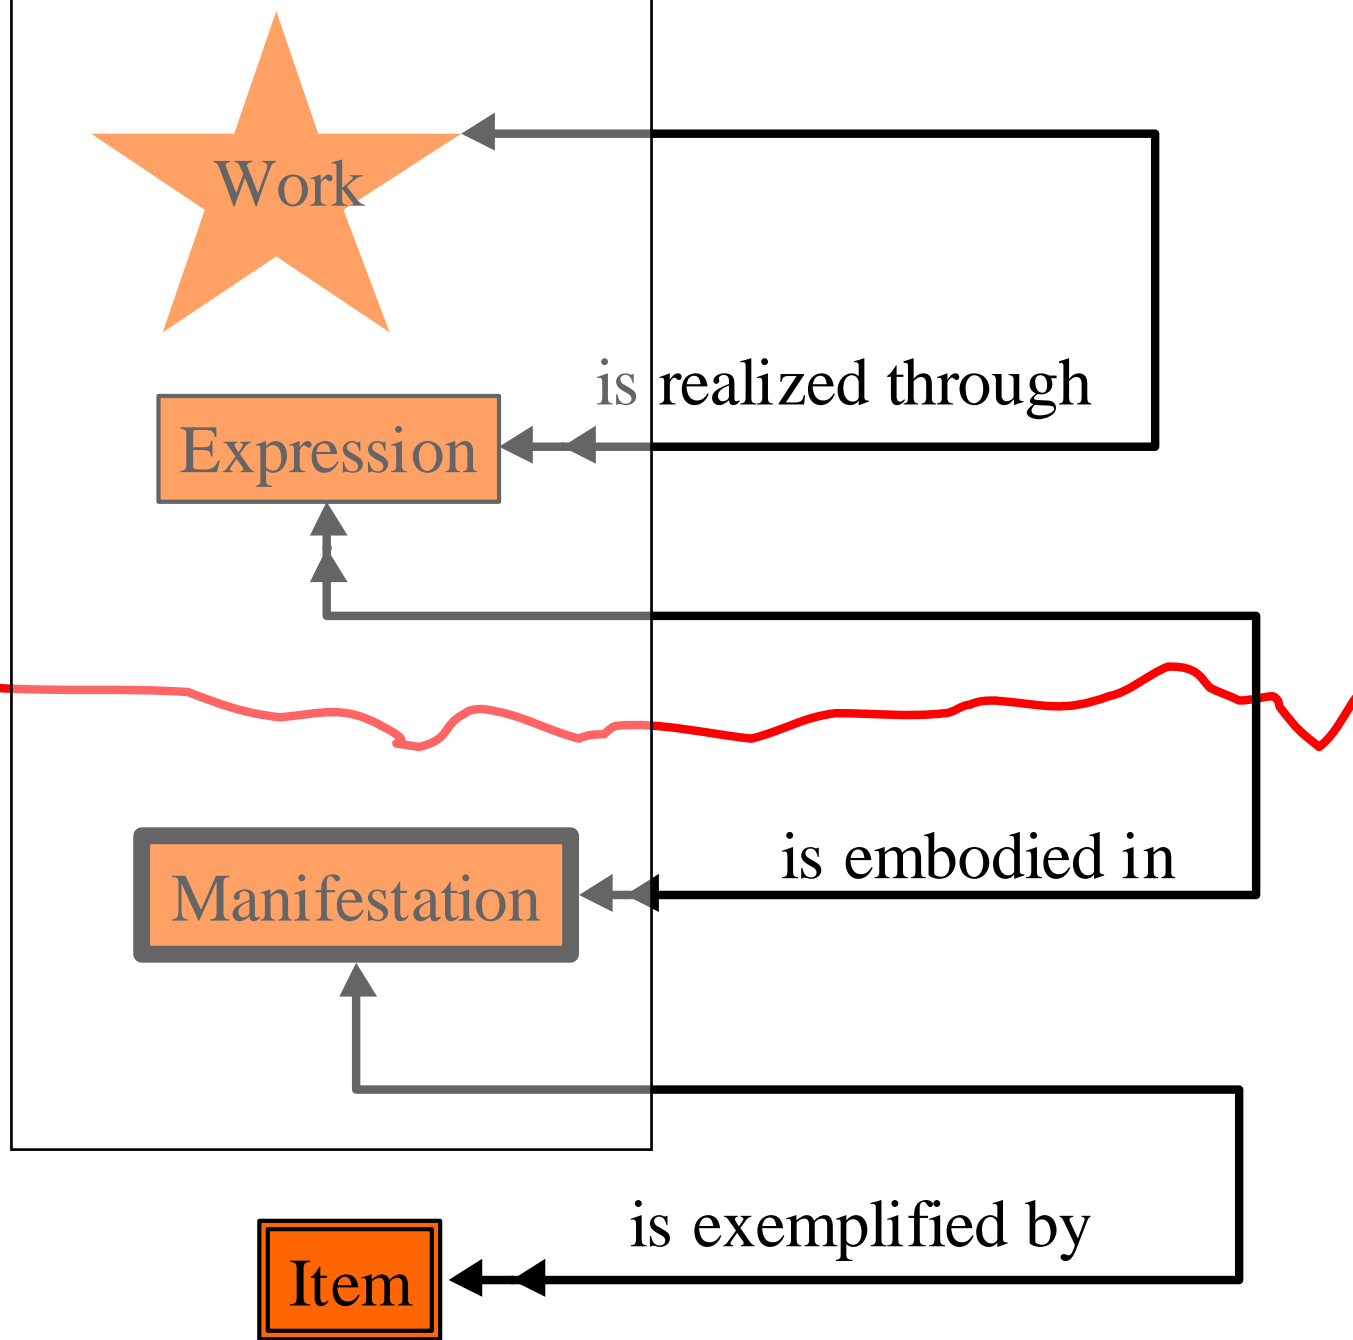 Work
is realized through
Expression
is embodied in
Manifestation
is exemplified by
Item